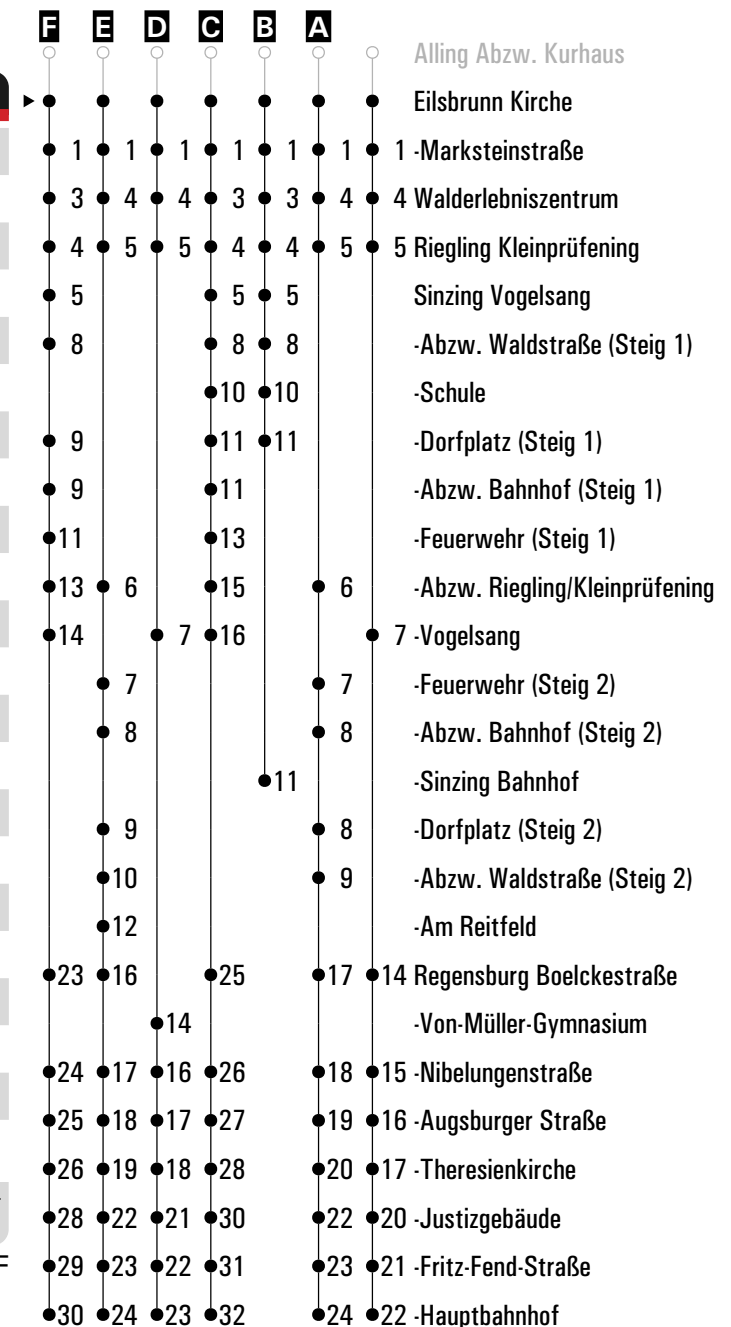 F E D C B A
Alling Abzw. Kurhaus
Eilsbrunn Kirche
1 1 1 1 1 1 1 -Marksteinstraße
3 4 4 3 3 4 4 Walderlebniszentrum
4 5 5 4 4 5 5 Riegling Kleinprüfening
5 5 5 Sinzing Vogelsang
8 8 8 -Abzw. Waldstraße (Steig 1)
10 10 -Schule
9 11 11 -Dorfplatz (Steig 1)
9 11 -Abzw. Bahnhof (Steig 1)
11 13 -Feuerwehr (Steig 1)
13 6 15 6 -Abzw. Riegling/Kleinprüfening
14 7 16 7 -Vogelsang
7 7 -Feuerwehr (Steig 2)
8 8 -Abzw. Bahnhof (Steig 2)
11 -Sinzing Bahnhof
9 8 -Dorfplatz (Steig 2)
10 9 -Abzw. Waldstraße (Steig 2)
12 -Am Reitfeld
23 16 25 17 14 Regensburg Boelckestraße
14 -Von-Müller-Gymnasium
24 17 16 26 18 15 -Nibelungenstraße
25 18 17 27 19 16 -Augsburger Straße
26 19 18 28 20 17 -Theresienkirche
28 22 21 30 22 20 -Justizgebäude
29 23 22 31 23 21 -Fritz-Fend-Straße
30 24 23 32 24 22 -Hauptbahnhof